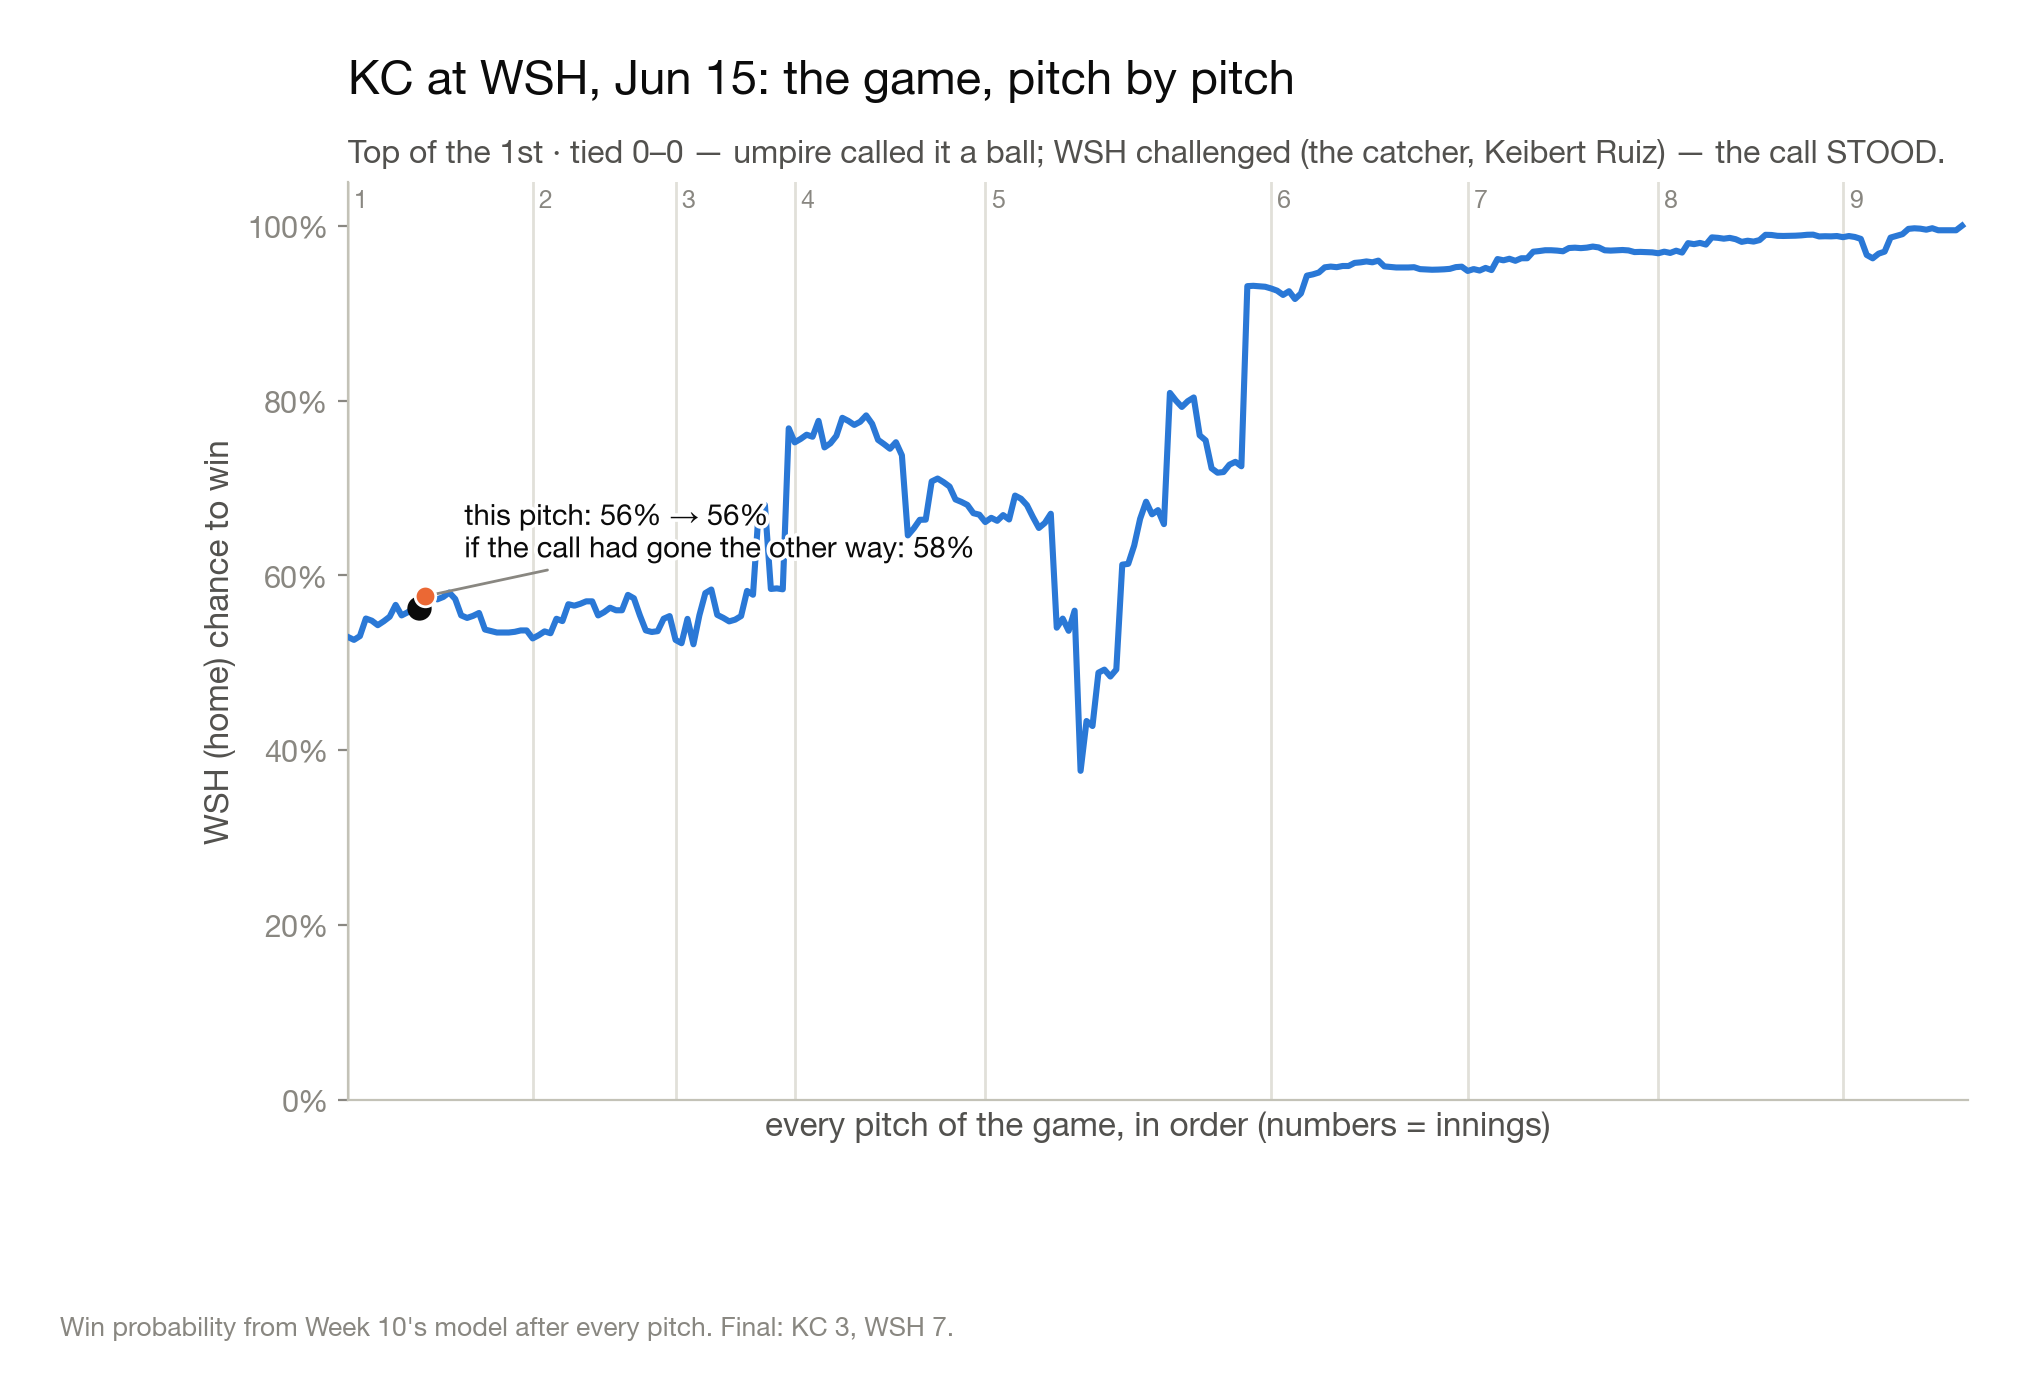 KC at WSH, Jun 15: the game, pitch by pitch
Top of the 1st · tied 0–0 — umpire called it a ball; WSH challenged (the catcher, Keibert Ruiz) — the call STOOD.
1 2 3 4 5 6 7 8 9
100%
80%
60%
40%
20%
0%
WSH (home) chance to win
this pitch: 56% → 56%
if the call had gone the other way: 58%
every pitch of the game, in order (numbers = innings)
Win probability from Week 10's model after every pitch. Final: KC 3, WSH 7.